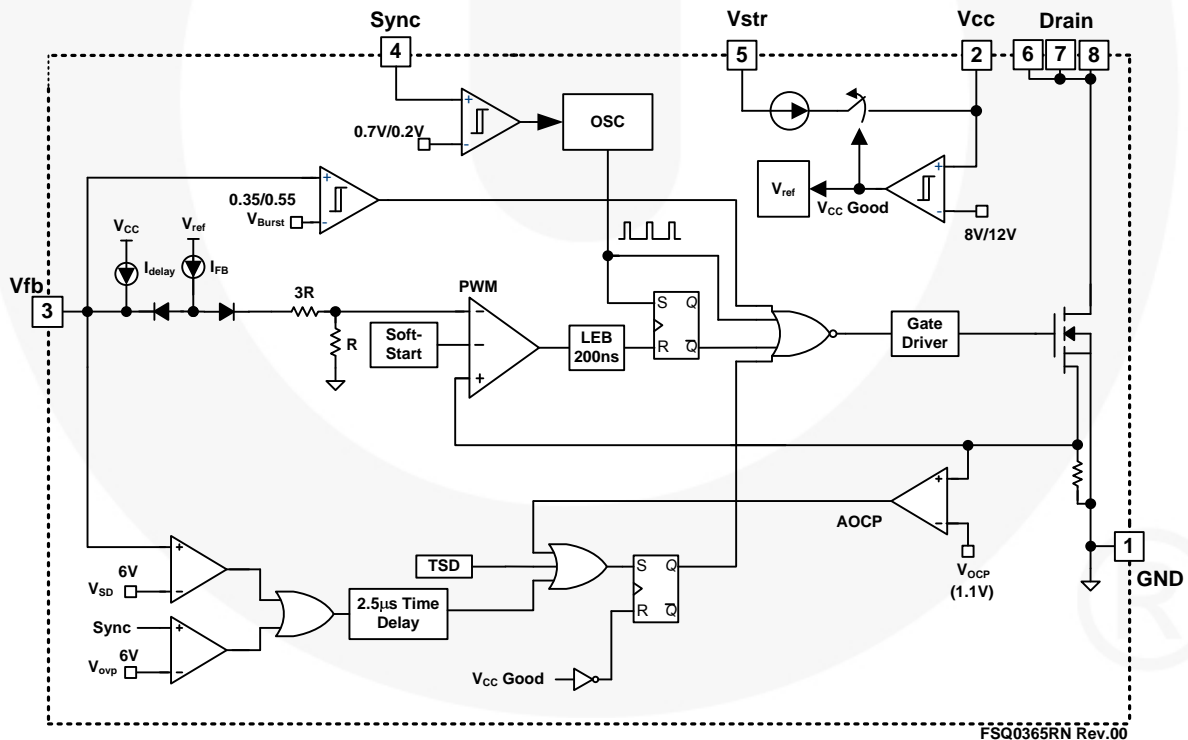 Sync
Vstr
Vcc
Drain
4
5
2
6
7
8
+
-
0.7V/0.2V
OSC
+
-
0.35/0.55
VBurst
Vref
VCC Good
+
-
8V/12V
VCC
Vref
Idelay
IFB
Vfb
3
3R
R
PWM
Soft-
Start
−
−
+
LEB
200ns
S Q
R Q̅
Gate
Driver
AOCP
+
−
VOCP
(1.1V)
1
GND
TSD
S Q
R Q̅
6V
VSD
+
−
2.5μs Time
Delay
Sync
6V
Vovp
+
−
VCC Good
®
FSQ0365RN Rev.00